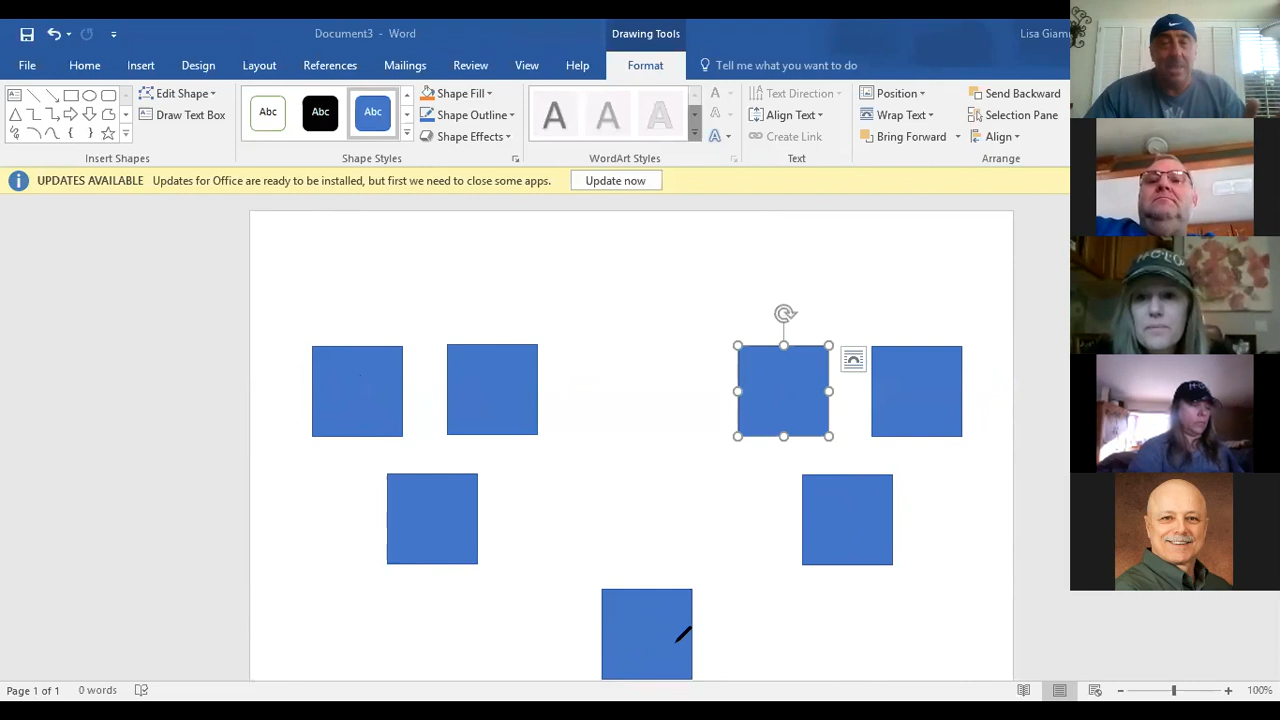 Document3 - Word
Drawing Tools
Lisa Giam
File Home Insert Design Layout References Mailings Review View Help Format Tell me what you want to do
Edit Shape
Draw Text Box
Insert Shapes
Abc Abc Abc
Shape Fill
Shape Outline
Shape Effects
Shape Styles
A A A
WordArt Styles
Text Direction
Align Text
Create Link
Text
Position
Wrap Text
Bring Forward
Send Backward
Selection Pane
Align
Arrange
UPDATES AVAILABLE Updates for Office are ready to be installed, but first we need to close some apps. Update now
HOLO
Page 1 of 1 0 words 100%